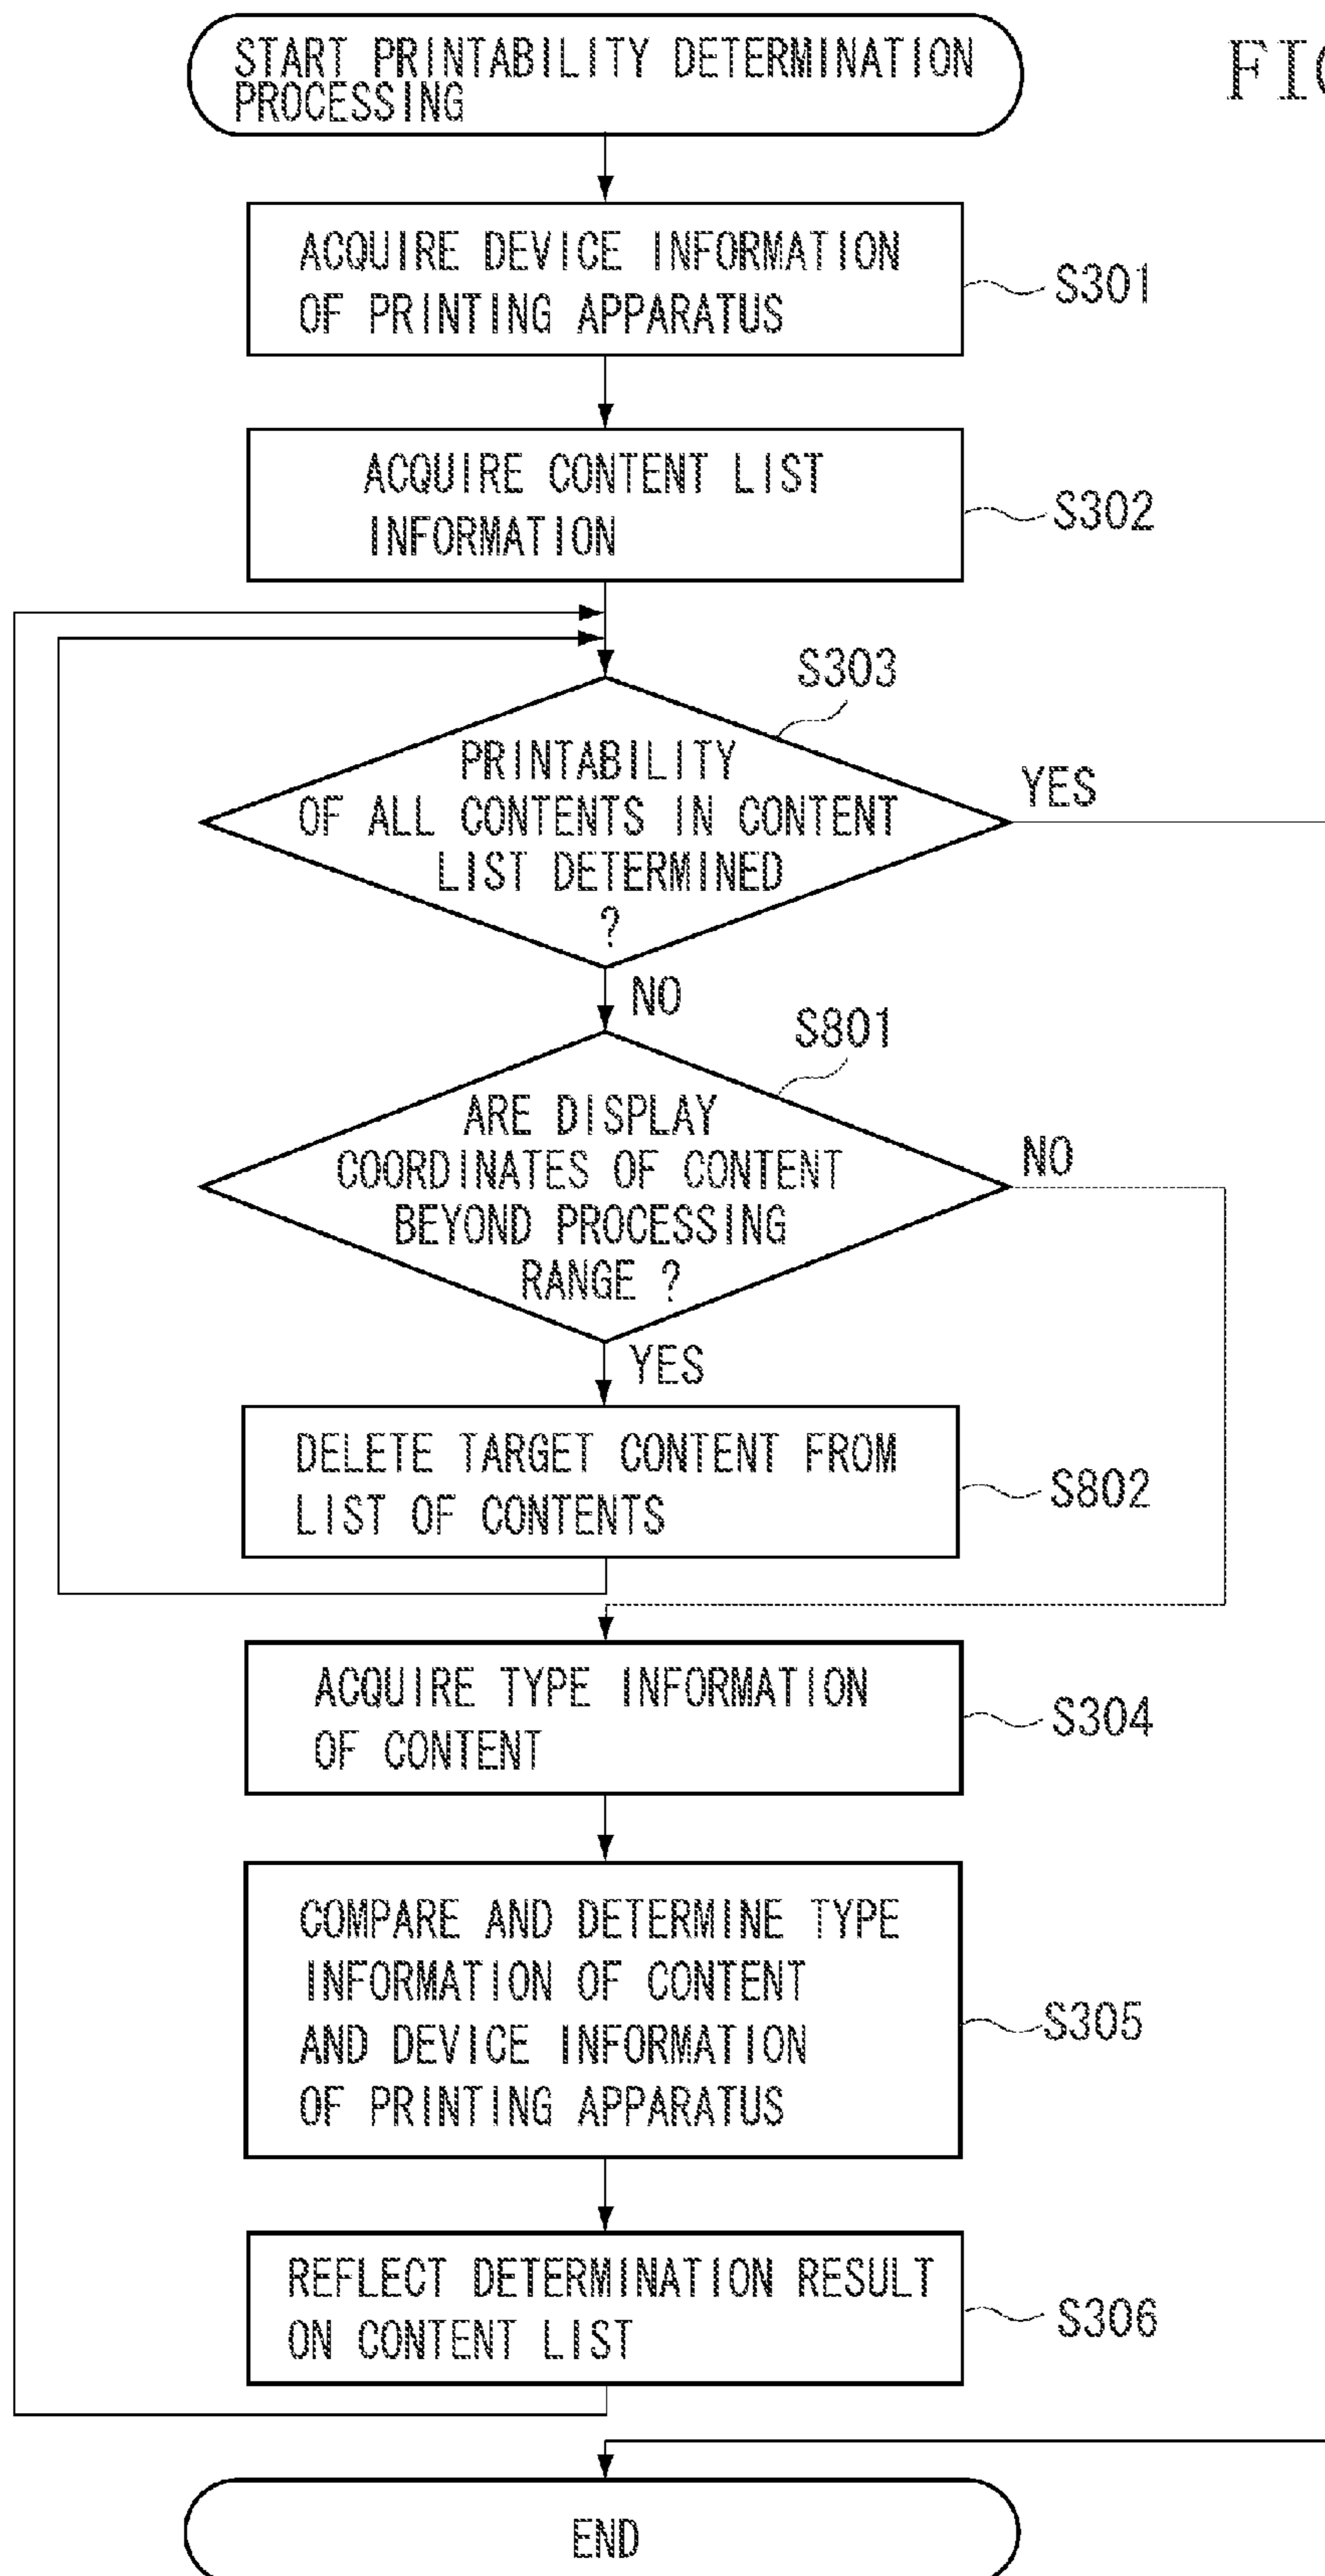 START PRINTABILITY DETERMINATION
PROCESSING
FIG
ACQUIRE DEVICE INFORMATION
OF PRINTING APPARATUS
S301
ACQUIRE CONTENT LIST
INFORMATION
S302
S303
PRINTABILITY
OF ALL CONTENTS IN CONTENT
LIST DETERMINED
?
YES
NO
S801
ARE DISPLAY
COORDINATES OF CONTENT
BEYOND PROCESSING
RANGE ?
NO
YES
DELETE TARGET CONTENT FROM
LIST OF CONTENTS
S802
ACQUIRE TYPE INFORMATION
OF CONTENT
S304
COMPARE AND DETERMINE TYPE
INFORMATION OF CONTENT
AND DEVICE INFORMATION
OF PRINTING APPARATUS
S305
REFLECT DETERMINATION RESULT
ON CONTENT LIST
S306
END